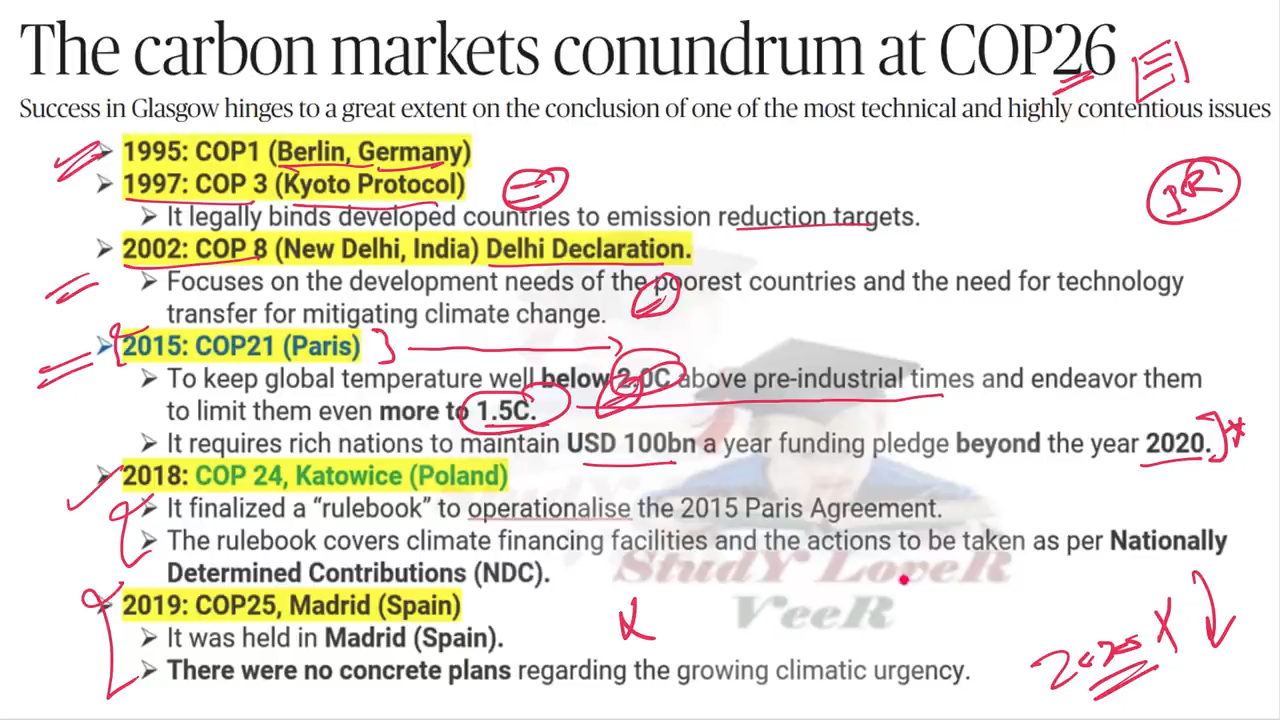 The carbon markets conundrum at COP26
Success in Glasgow hinges to a great extent on the conclusion of one of the most technical and highly contentious issues
➢ 1995: COP1 (Berlin, Germany)
➢ 1997: COP 3 (Kyoto Protocol)
➢ It legally binds developed countries to emission reduction targets.
➢ 2002: COP 8 (New Delhi, India) Delhi Declaration.
➢ Focuses on the development needs of the poorest countries and the need for technology
transfer for mitigating climate change.
➢ 2015: COP21 (Paris)
➢ To keep global temperature well below 2.0C above pre-industrial times and endeavor them
to limit them even more to 1.5C.
➢ It requires rich nations to maintain USD 100bn a year funding pledge beyond the year 2020.
➢ 2018: COP 24, Katowice (Poland)
➢ It finalized a “rulebook” to operationalise the 2015 Paris Agreement.
➢ The rulebook covers climate financing facilities and the actions to be taken as per Nationally
Determined Contributions (NDC).
➢ 2019: COP25, Madrid (Spain)
➢ It was held in Madrid (Spain).
➢ There were no concrete plans regarding the growing climatic urgency.
IR
StudY LoveR
VeeR